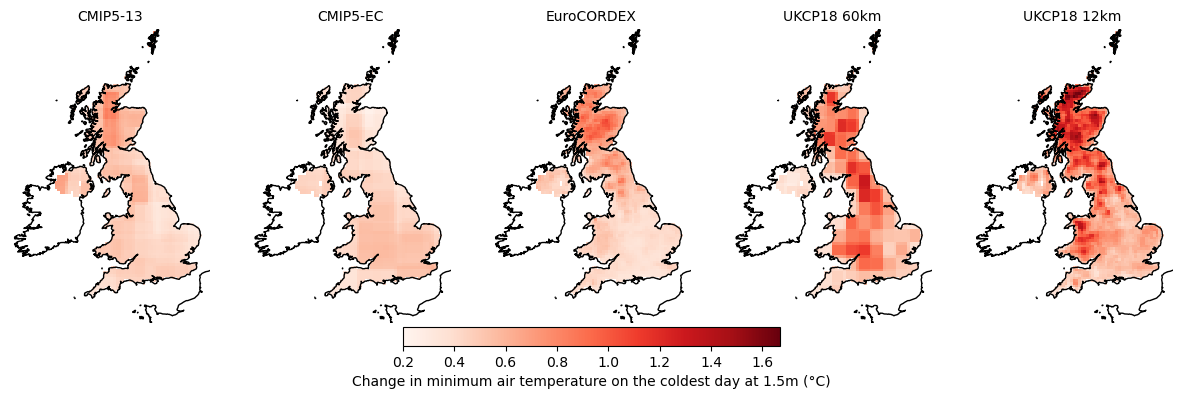 CMIP5-13
CMIP5-EC
EuroCORDEX
UKCP18 60km
UKCP18 12km
0.2 0.4 0.6 0.8 1.0 1.2 1.4 1.6
Change in minimum air temperature on the coldest day at 1.5m (°C)